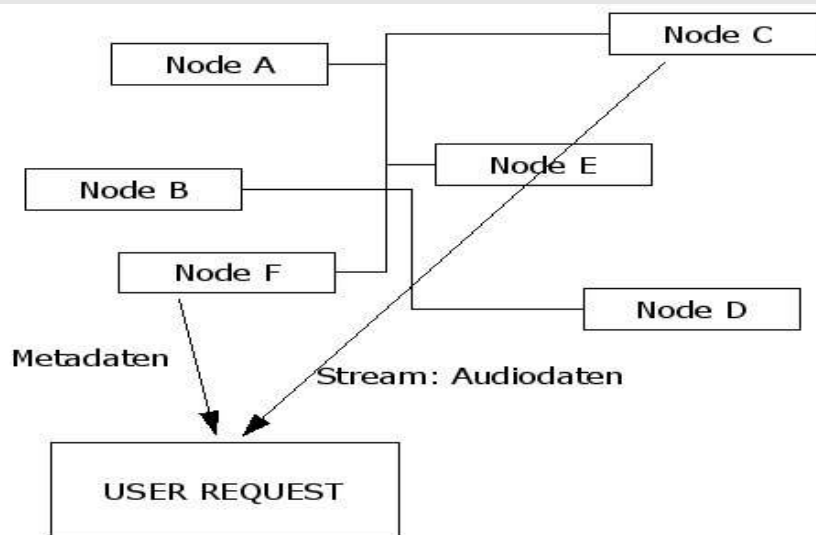 Node C
Node A
Node E
Node B
Node F
Node D
Metadaten
Stream: Audiodaten
USER REQUEST